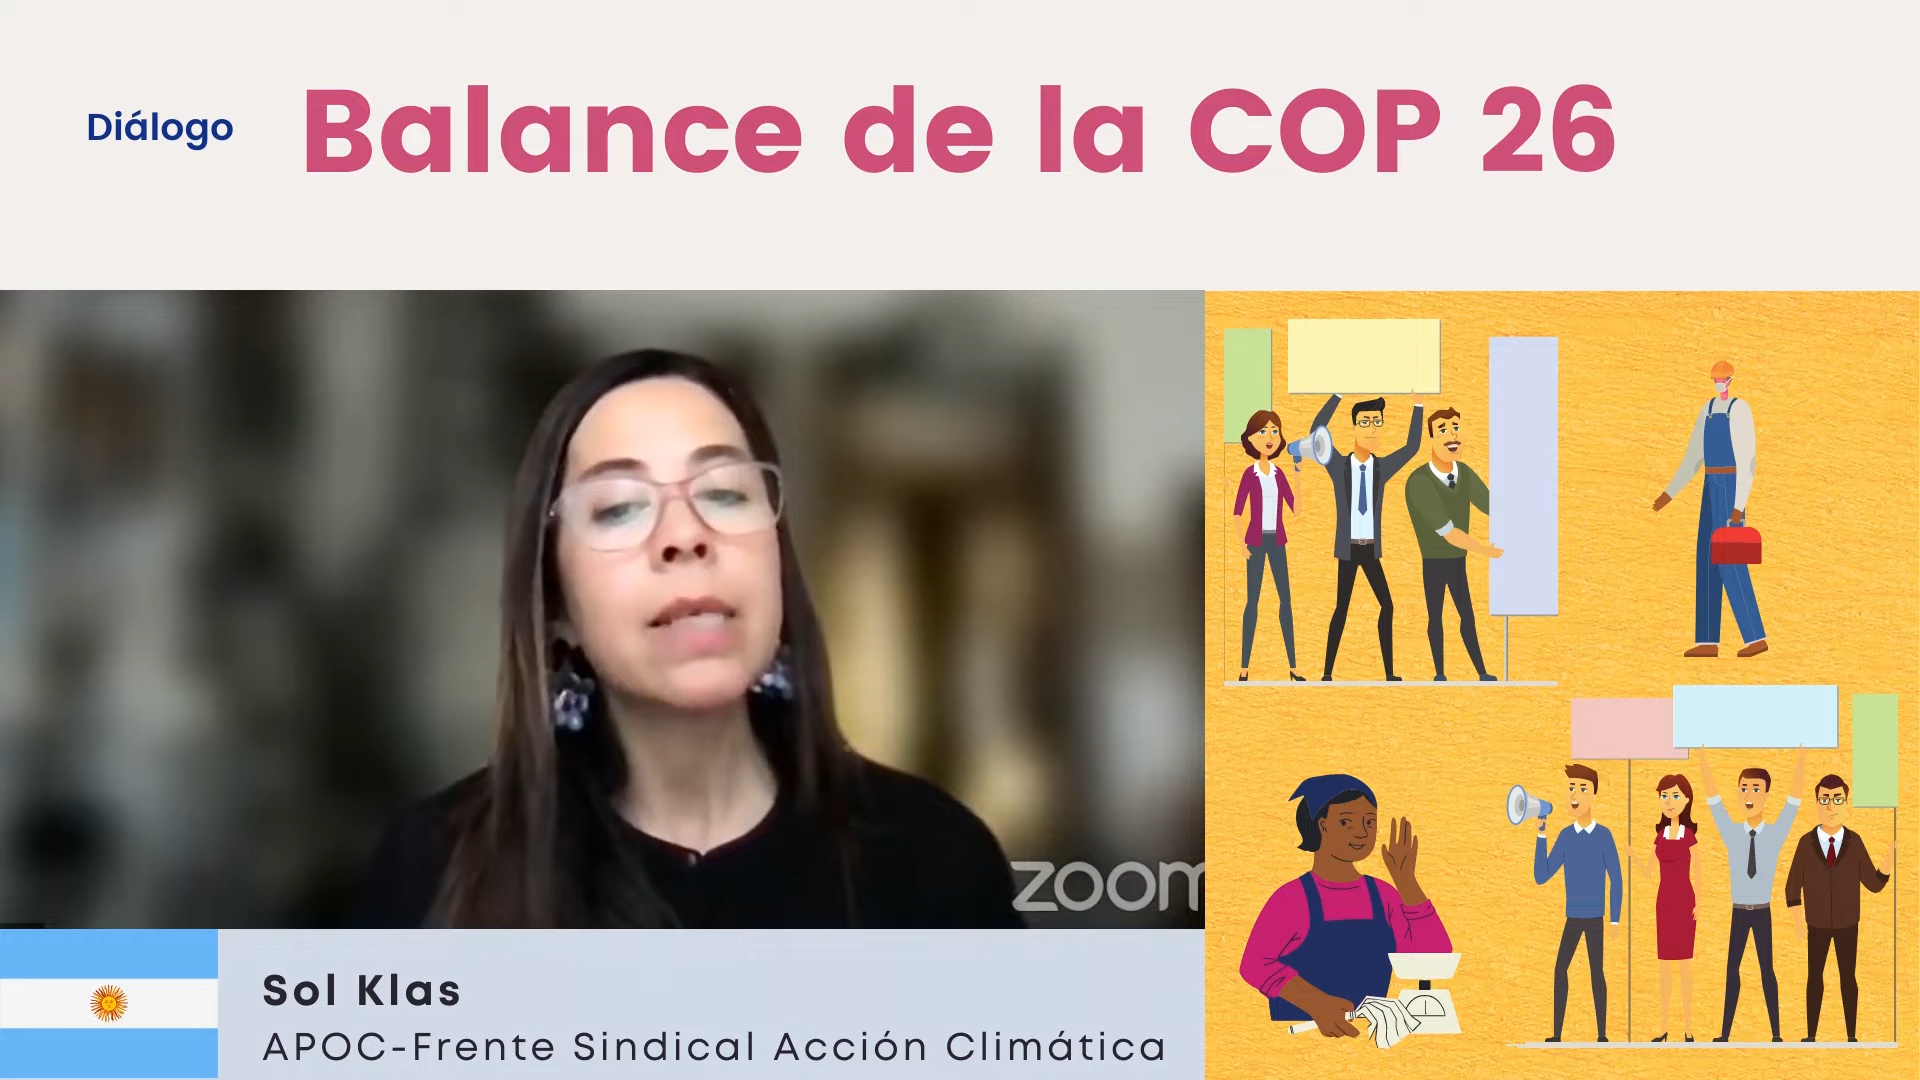 Diálogo
Balance de la COP 26
zoom
Sol Klas
APOC-Frente Sindical Acción Climática